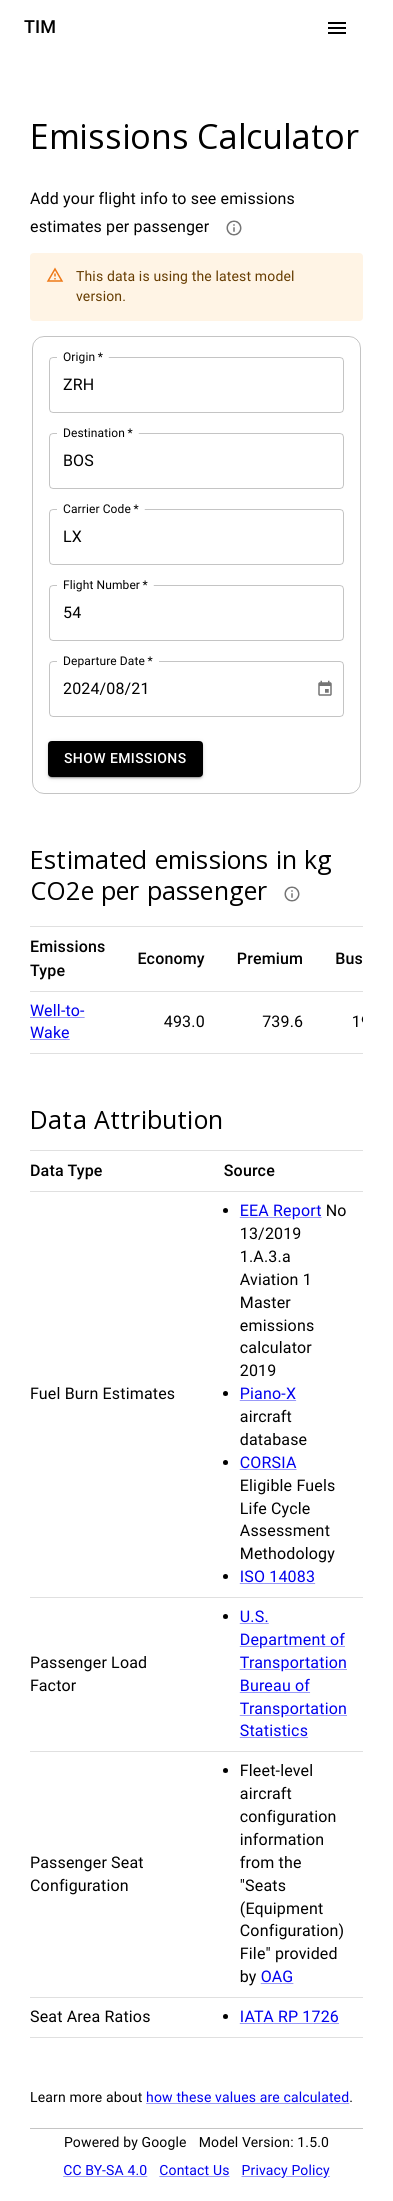 TIM
Emissions Calculator
Add your flight info to see emissions
estimates per passenger
This data is using the latest model
version.
Origin *
ZRH
Destination *
BOS
Carrier Code *
LX
Flight Number *
54
Departure Date *
2024/08/21
SHOW EMISSIONS
Estimated emissions in kg
CO2e per passenger
Emissions
Type
Economy
Premium
Bus
Well-to-
Wake
493.0
739.6
Data Attribution
Data Type
Source
Fuel Burn Estimates
• EEA Report No
13/2019
1.A.3.a
Aviation 1
Master
emissions
calculator
2019
• Piano-X
aircraft
database
• CORSIA
Eligible Fuels
Life Cycle
Assessment
Methodology
• ISO 14083
Passenger Load
Factor
• U.S.
Department of
Transportation
Bureau of
Transportation
Statistics
Passenger Seat
Configuration
• Fleet-level
aircraft
configuration
information
from the
"Seats
(Equipment
Configuration)
File" provided
by OAG
Seat Area Ratios
• IATA RP 1726
Learn more about how these values are calculated.
Powered by Google Model Version: 1.5.0
CC BY-SA 4.0 Contact Us Privacy Policy